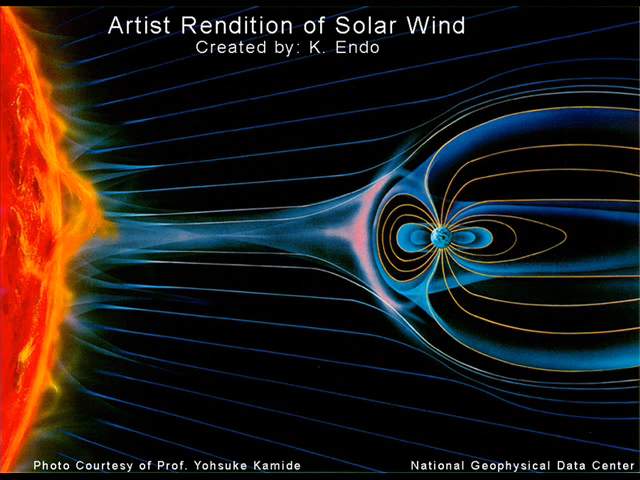 Artist Rendition of Solar Wind
Created by: K. Endo
Photo Courtesy of Prof. Yohsuke Kamide
National Geophysical Data Center